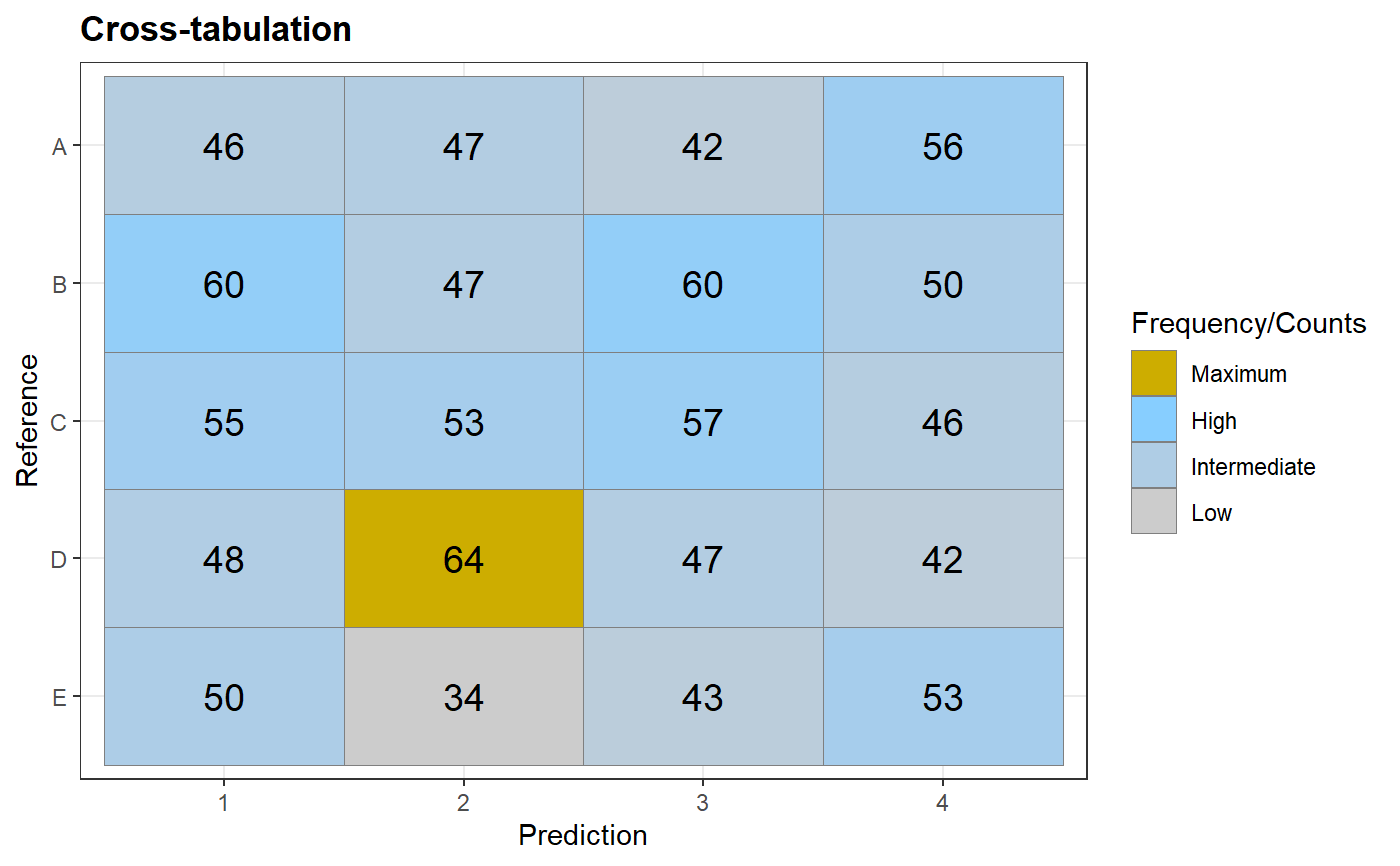 Cross-tabulation
A 46 47 42 56
B 60 47 60 50
C 55 53 57 46
D 48 64 47 42
E 50 34 43 53
1 2 3 4
Prediction
Reference
Frequency/Counts
Maximum
High
Intermediate
Low